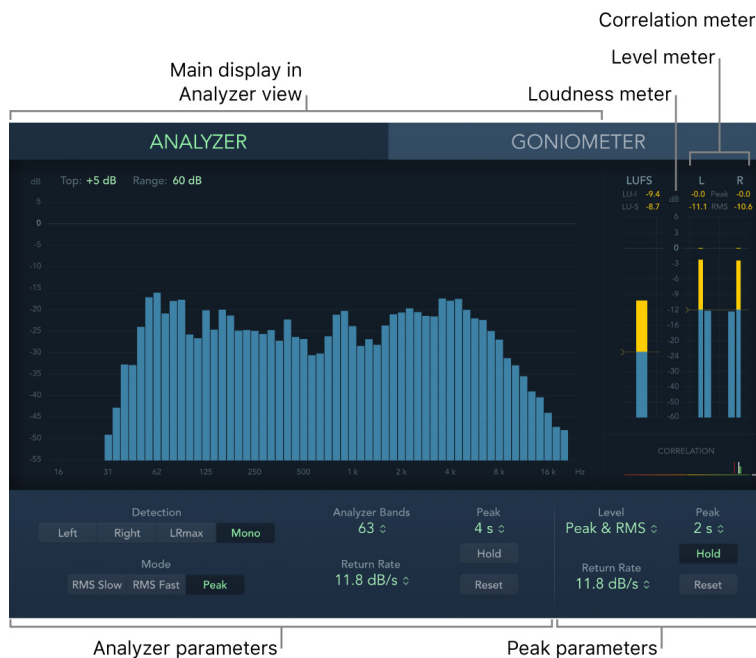 Correlation meter
Level meter
Main display in
Analyzer view
Loudness meter
ANALYZER
GONIOMETER
dB Top: +5 dB Range: 60 dB
5
0
-5
-10
-15
-20
-25
-30
-35
-40
-45
-50
-55
16 31 62 125 250 500 1 k 2 k 4 k 8 k 16 k Hz
LUFS L R
LU-I -9.4 dB -0.0 Peak -0.0
LU-S -8.7 -11.1 RMS -10.6
6
3
0
-3
-6
-9
-12
-16
-20
-24
-30
-40
-50
-60
CORRELATION
Detection
Left Right LRmax Mono
Mode
RMS Slow RMS Fast Peak
Analyzer Bands
63
Return Rate
11.8 dB/s
Peak
4 s
Hold
Reset
Level
Peak & RMS
Return Rate
11.8 dB/s
Peak
2 s
Hold
Reset
Analyzer parameters
Peak parameters